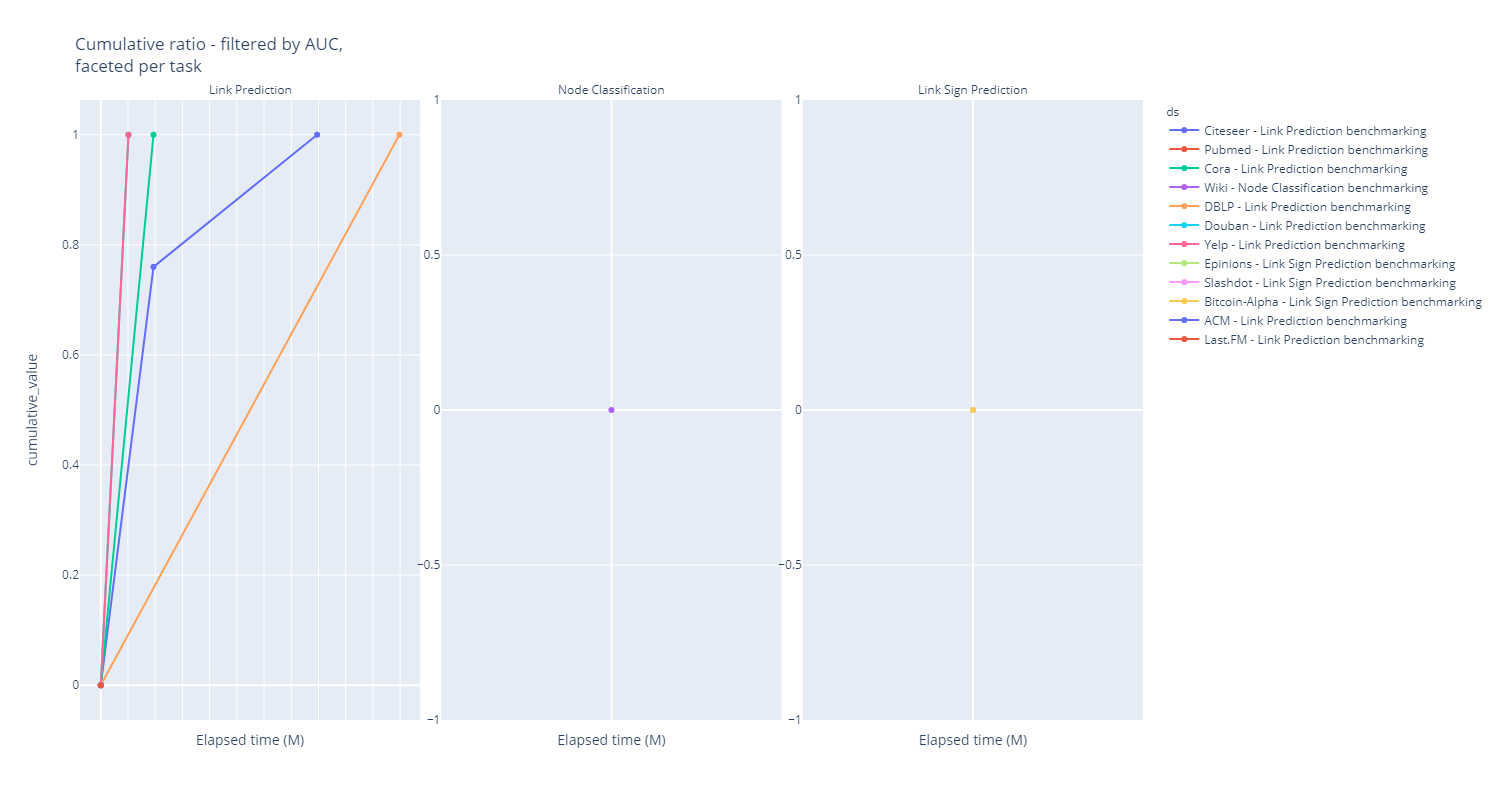 Cumulative ratio - filtered by AUC,
faceted per task
Link Prediction
Node Classification
Link Sign Prediction
cumulative_value
1
0.8
0.6
0.4
0.2
0
1
0.5
0
−0.5
−1
1
0.5
0
−0.5
−1
Elapsed time (M)
Elapsed time (M)
Elapsed time (M)
ds
Citeseer - Link Prediction benchmarking
Pubmed - Link Prediction benchmarking
Cora - Link Prediction benchmarking
Wiki - Node Classification benchmarking
DBLP - Link Prediction benchmarking
Douban - Link Prediction benchmarking
Yelp - Link Prediction benchmarking
Epinions - Link Sign Prediction benchmarking
Slashdot - Link Sign Prediction benchmarking
Bitcoin-Alpha - Link Sign Prediction benchmarking
ACM - Link Prediction benchmarking
Last.FM - Link Prediction benchmarking